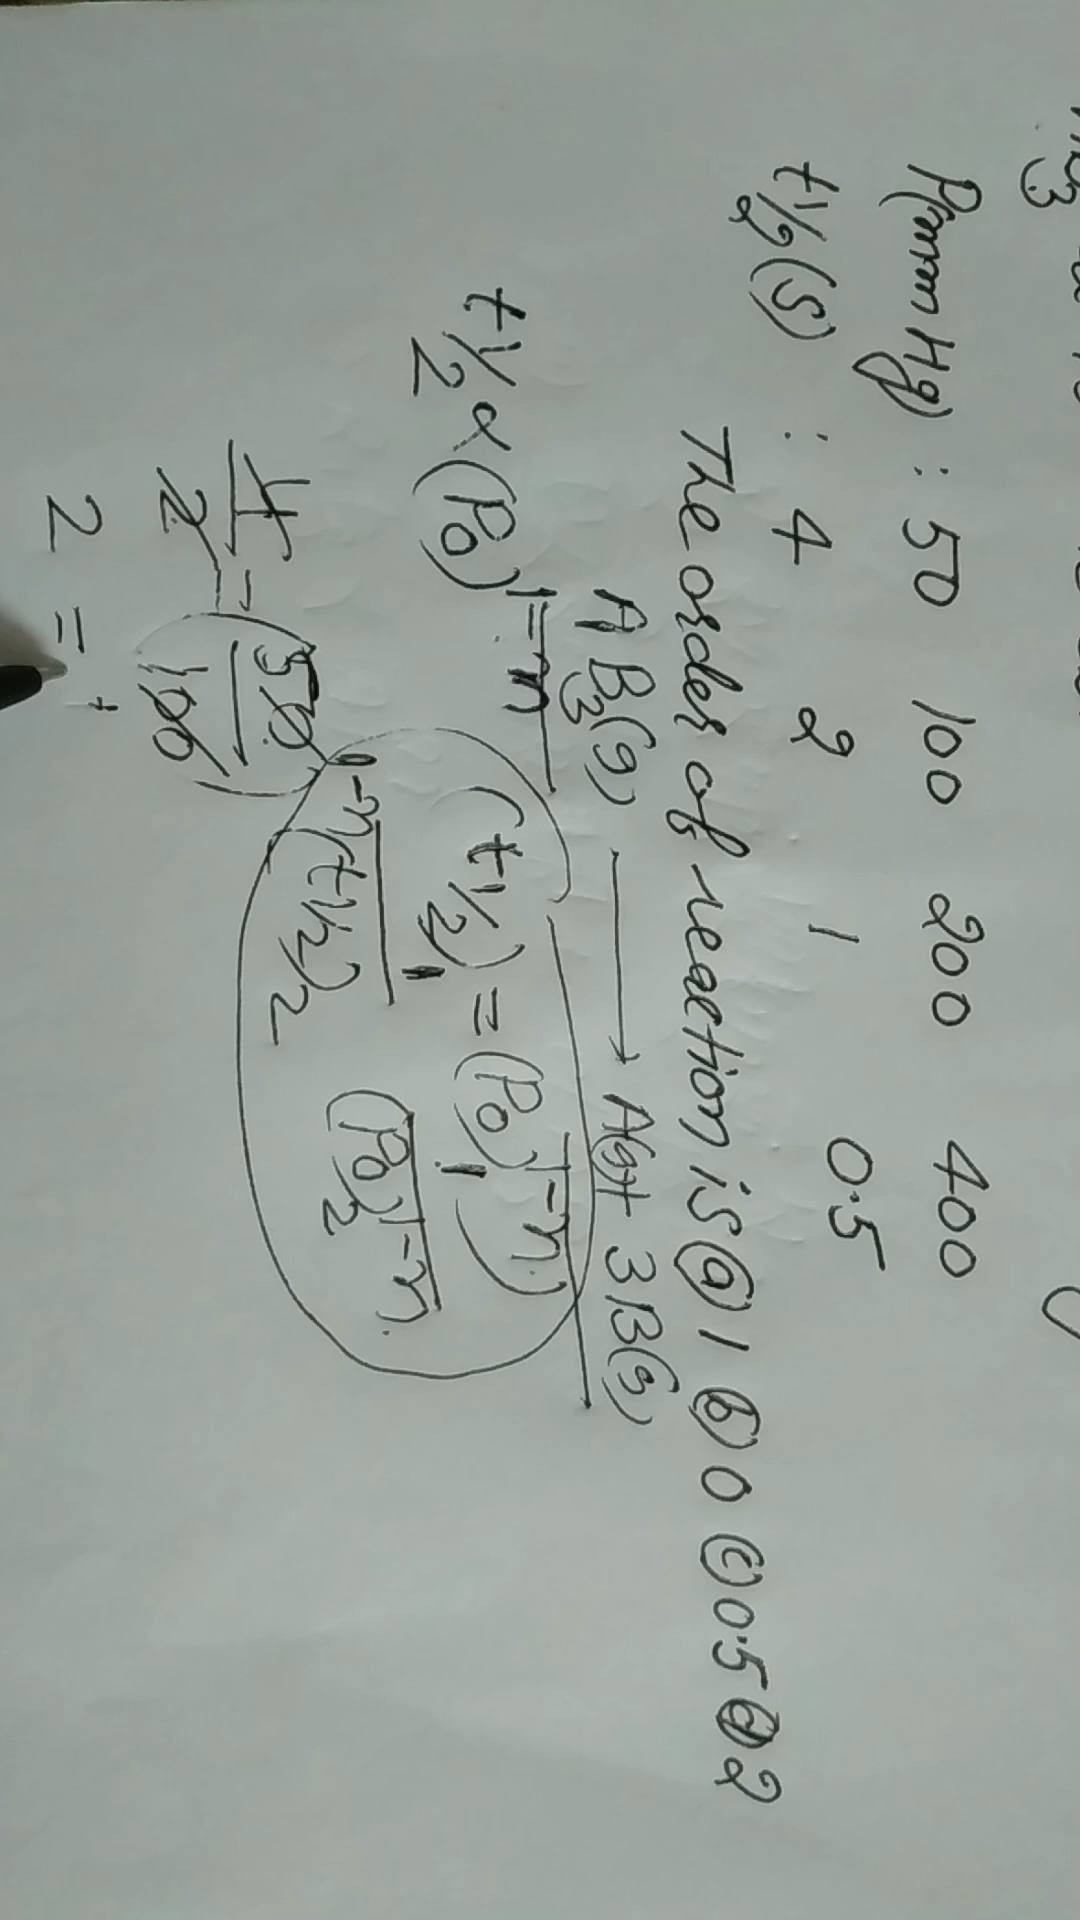 P(mmHg) : 50 100 200 400
t½(s) : 4 2 1 0.5
The order of reaction is (a) 1 (b) 0 (c) 0.5 (d) 2
AB₃(g) ⟶ A(g) + 3B(g)
t½ ∝ (P₀)^1-n
(t½)₁ / (t½)₂ = (P₀)₁^1-n / (P₀)₂^1-n
4/2 = (50/100)^1-n
2 =